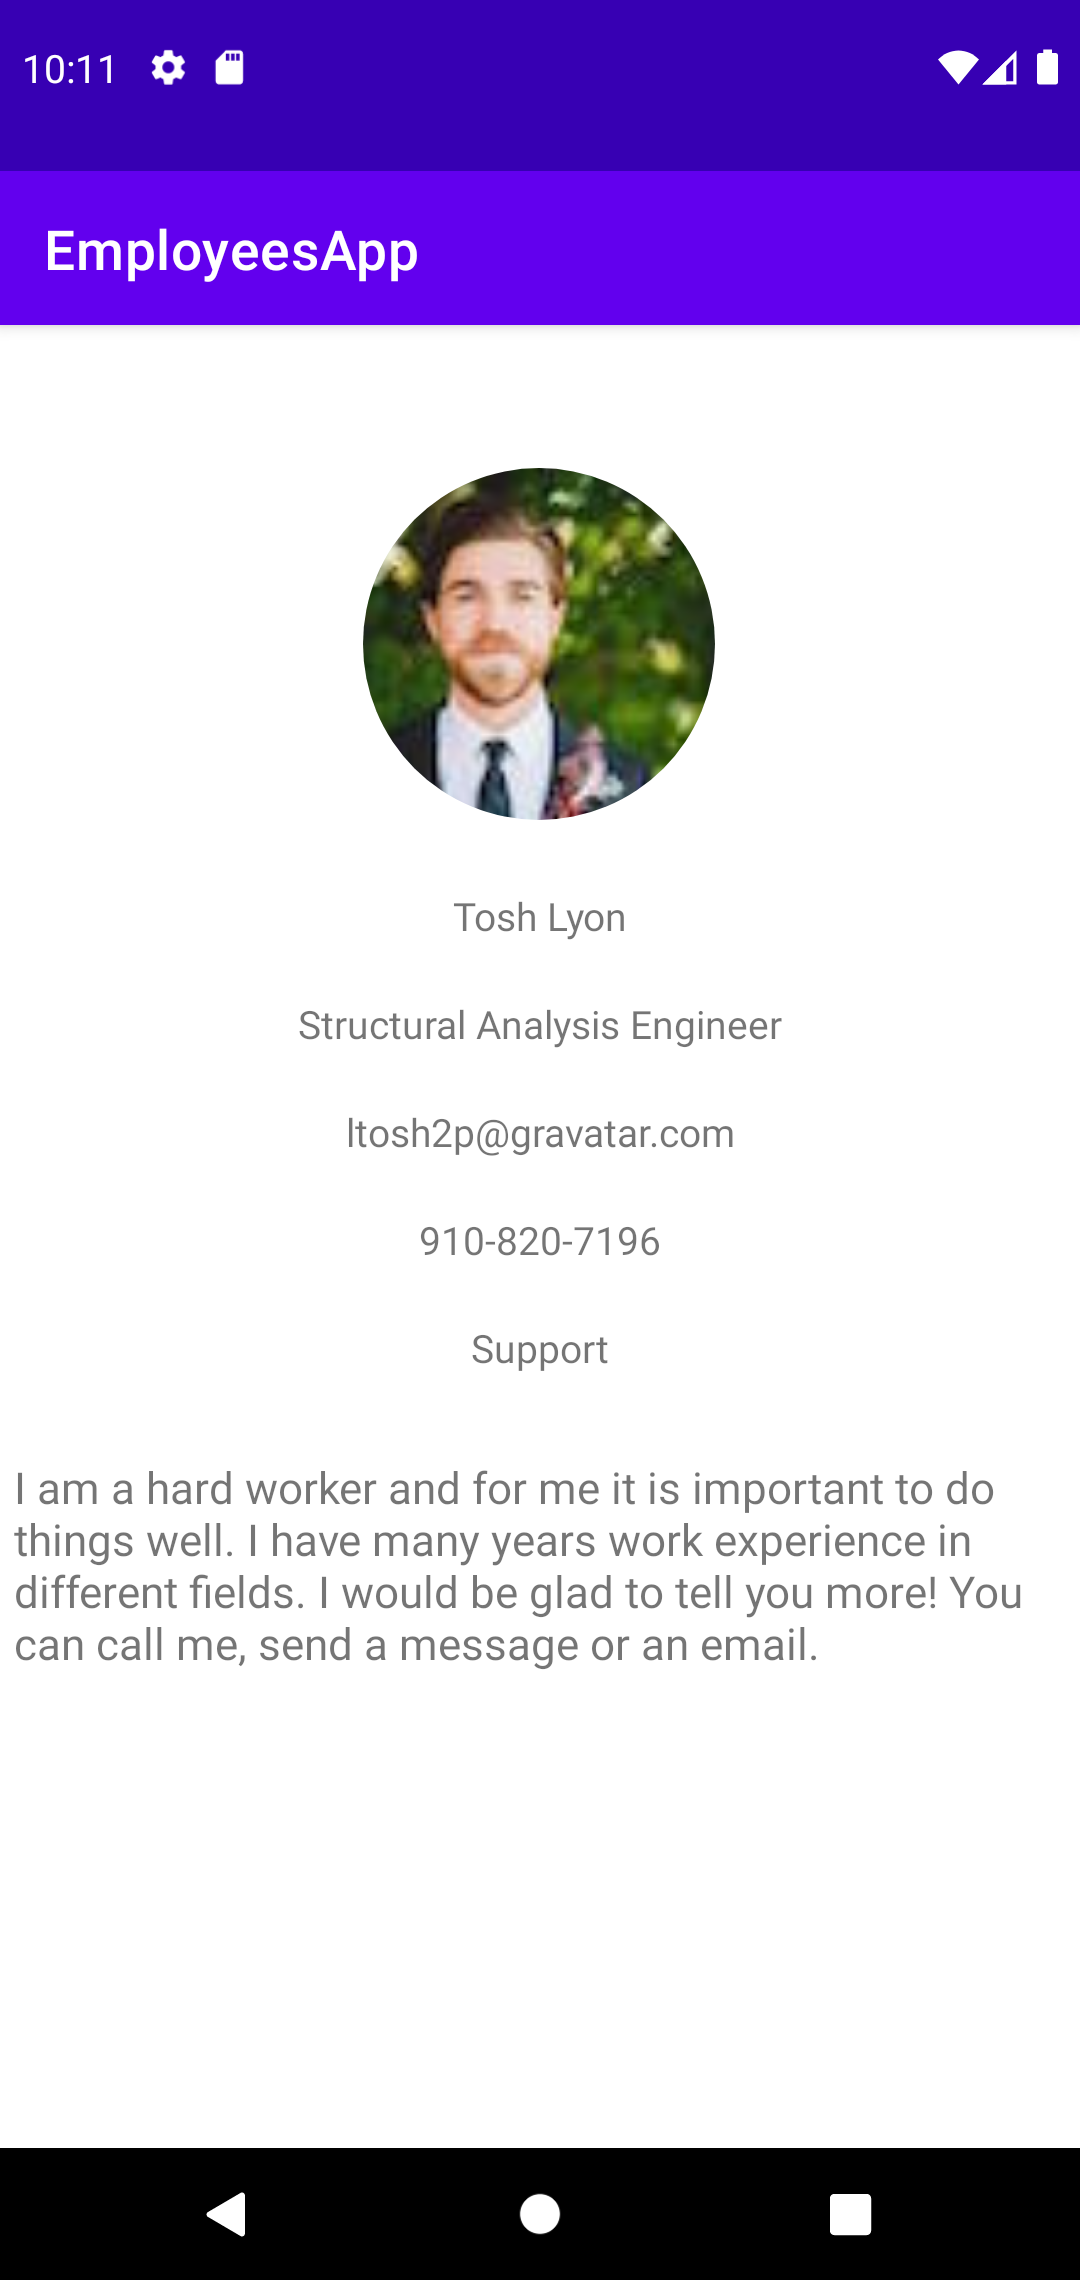 10:11
EmployeesApp
Tosh Lyon
Structural Analysis Engineer
ltosh2p@gravatar.com
910-820-7196
Support
I am a hard worker and for me it is important to do
things well. I have many years work experience in
different fields. I would be glad to tell you more! You
can call me, send a message or an email.